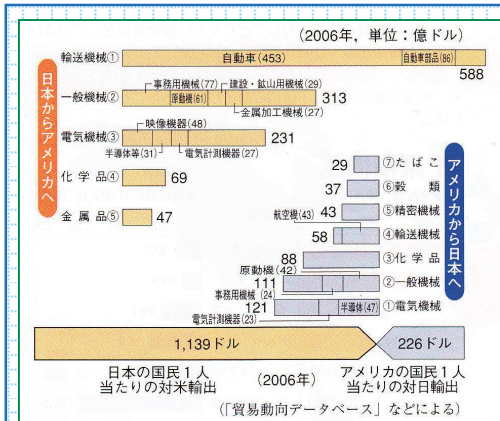 (2006年，単位：億ドル)
日本からアメリカへ
輸送機械①
自動車(453)
自動車部品(86)
588
事務用機械(77)
建設・鉱山用機械(29)
一般機械②
原動機(61)
313
金属加工機械(27)
映像機器(48)
電気機械③
231
半導体等(31)
電気計測機器(27)
化学品④
69
金属品⑤
47
アメリカから日本へ
29
⑦たばこ
37
⑥穀類
43
⑤精密機械
航空機(43)
58
④輸送機械
88
③化学品
原動機(42)
111
②一般機械
事務用機械(24)
121
半導体(47)
①電気機械
電気計測機器(23)
1,139ドル
226ドル
日本の国民1人
当たりの対米輸出
(2006年)
アメリカの国民1人
当たりの対日輸出
(「貿易動向データベース」などによる)